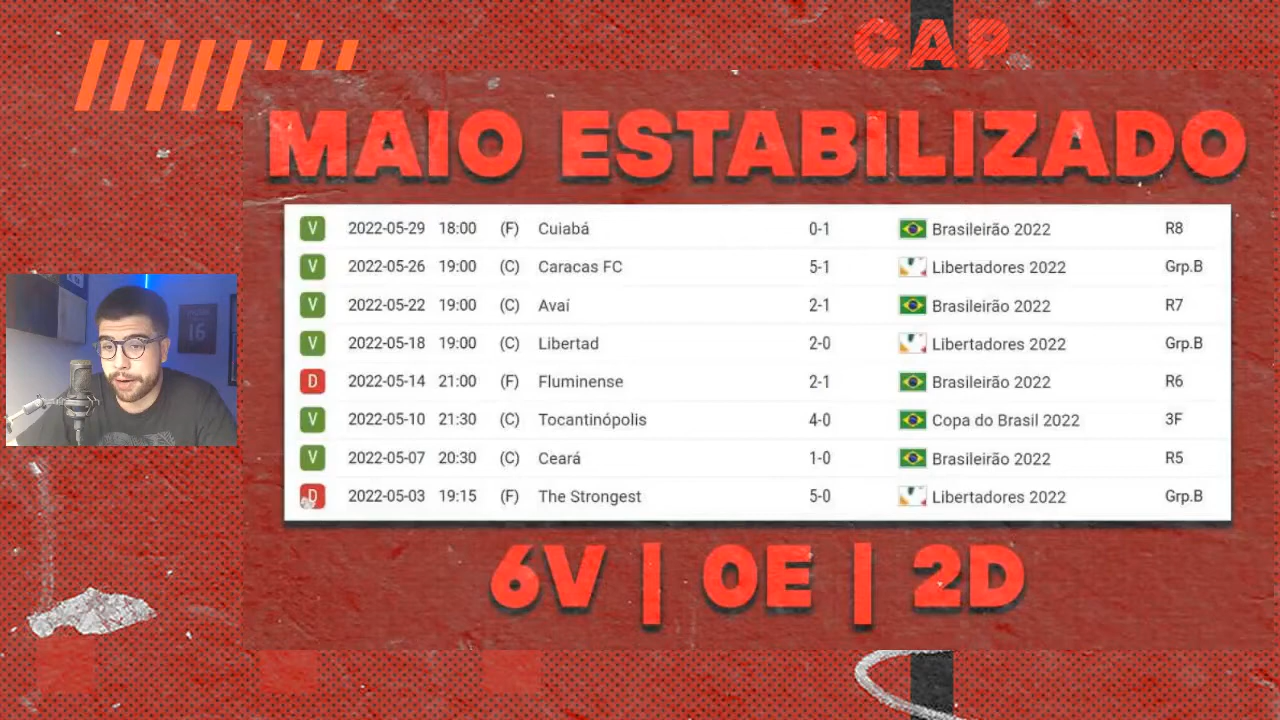 CAP
MAIO ESTABILIZADO
V 2022-05-29 18:00 (F) Cuiabá 0-1 Brasileirão 2022 R8
V 2022-05-26 19:00 (C) Caracas FC 5-1 Libertadores 2022 Grp.B
V 2022-05-22 19:00 (C) Avaí 2-1 Brasileirão 2022 R7
V 2022-05-18 19:00 (C) Libertad 2-0 Libertadores 2022 Grp.B
D 2022-05-14 21:00 (F) Fluminense 2-1 Brasileirão 2022 R6
V 2022-05-10 21:30 (C) Tocantinópolis 4-0 Copa do Brasil 2022 3F
V 2022-05-07 20:30 (C) Ceará 1-0 Brasileirão 2022 R5
D 2022-05-03 19:15 (F) The Strongest 5-0 Libertadores 2022 Grp.B
16
6V | 0E | 2D